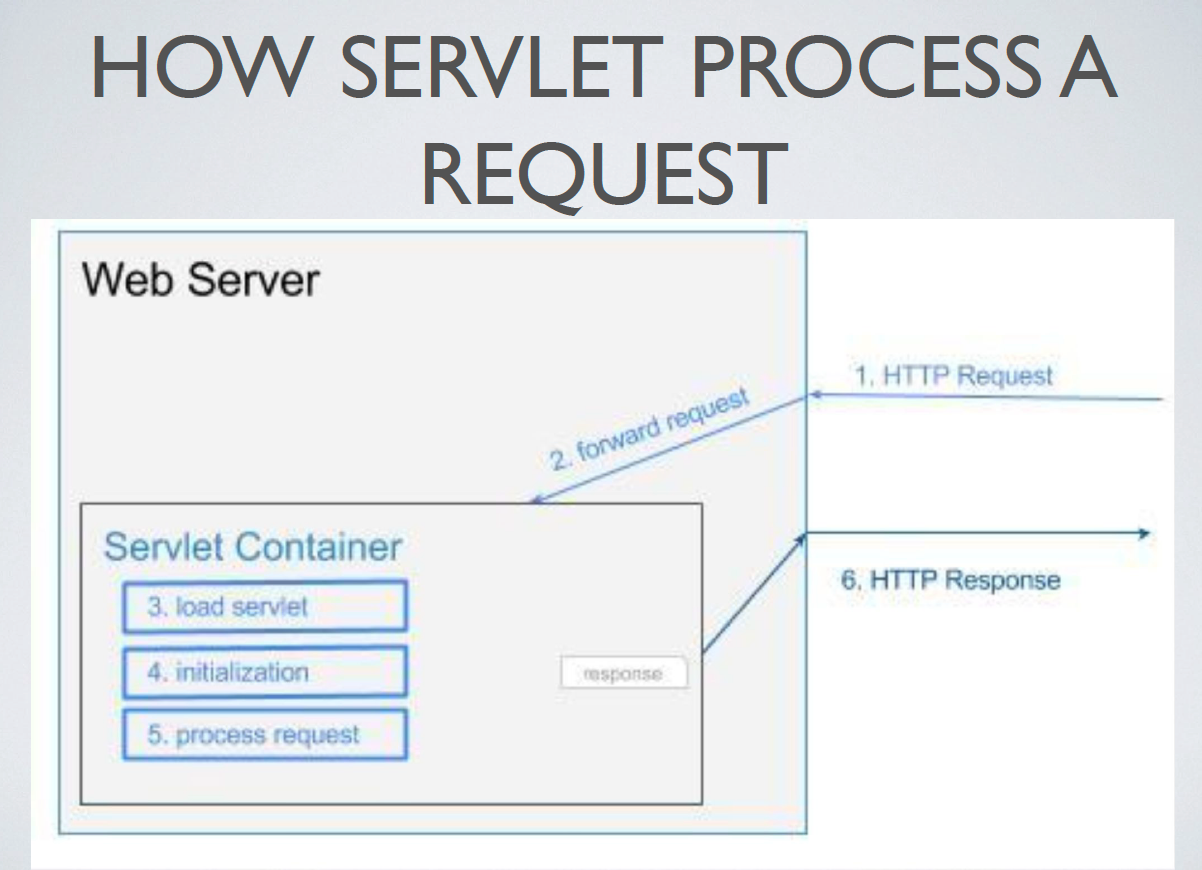 HOW SERVLET PROCESS A
REQUEST
Web Server
1. HTTP Request
2. forward request
Servlet Container
3. load servlet
4. initialization
5. process request
response
6. HTTP Response